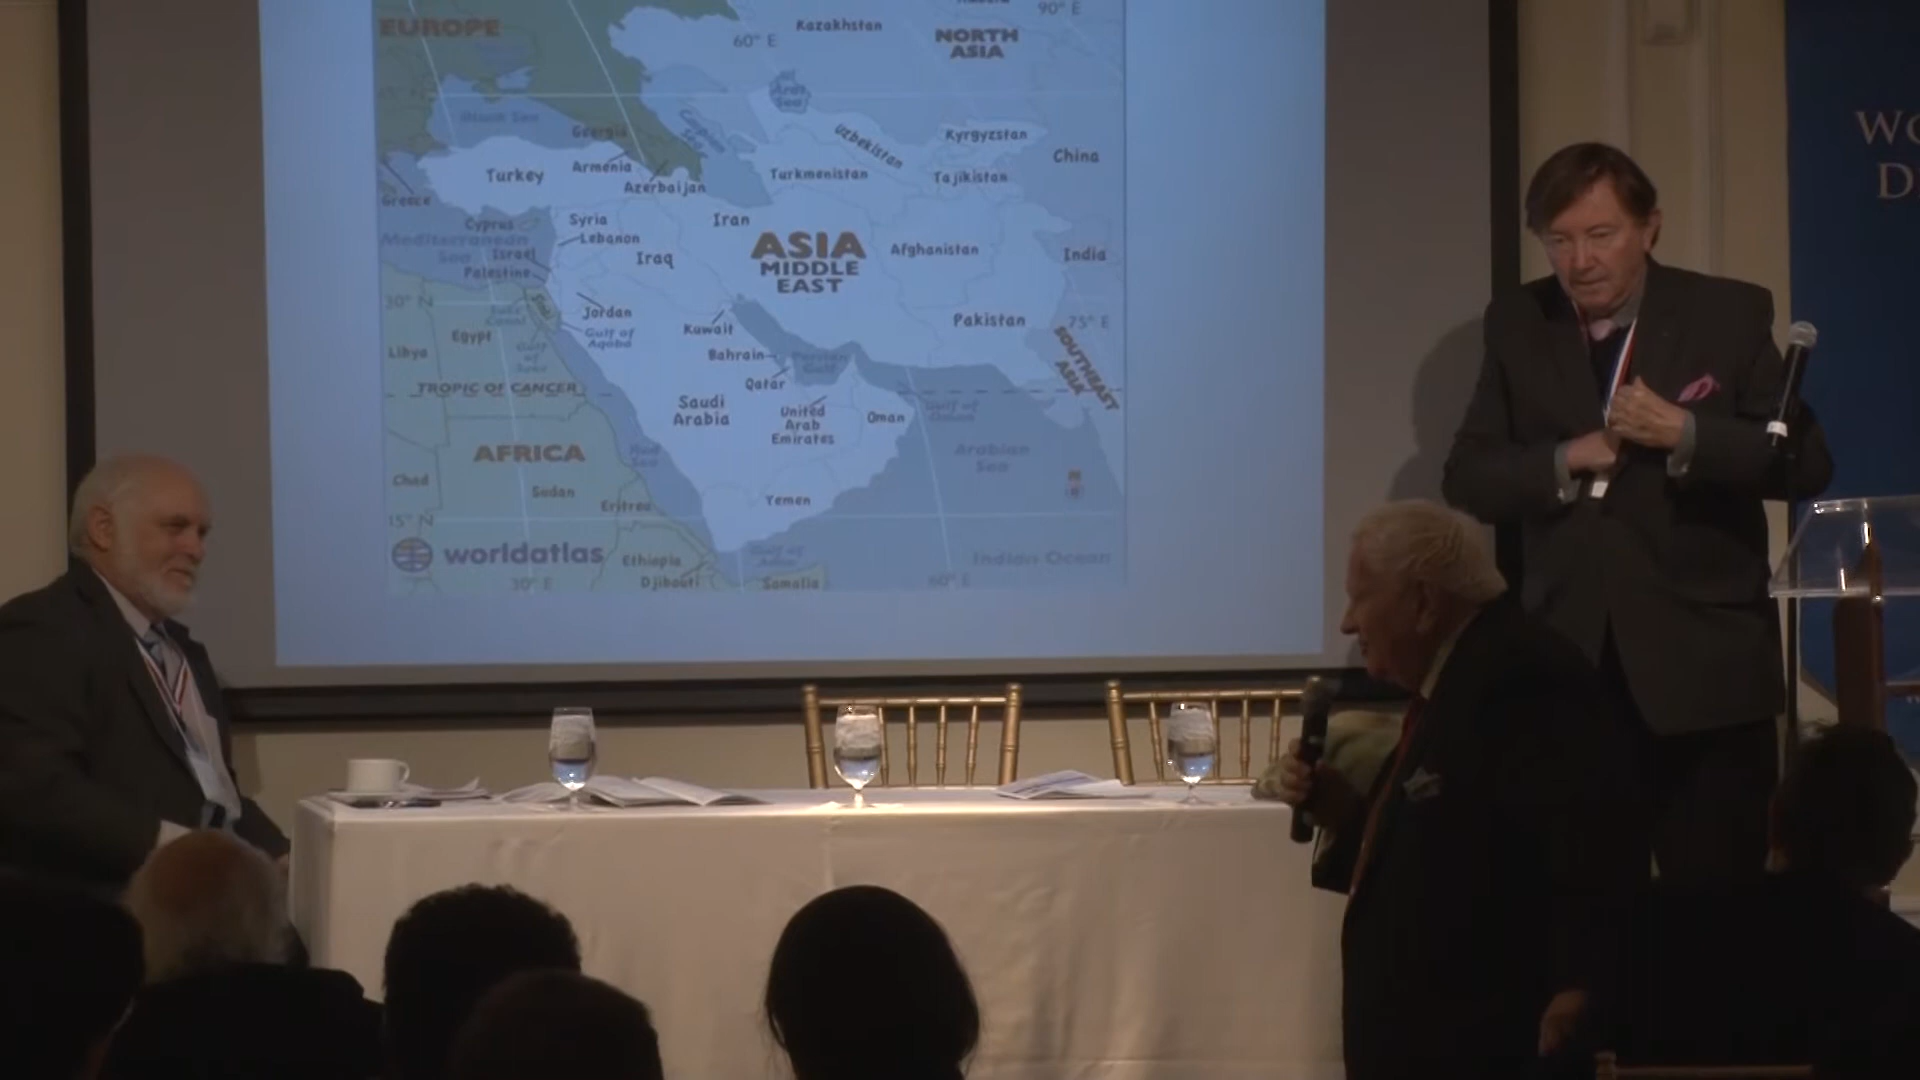 90° E
EUROPE
Kazakhstan
60° E
NORTH
ASIA
Aral
Sea
Black Sea
Georgia
Uzbekistan
Kyrgyzstan
WO
China
Armenia
Turkey
Turkmenistan
Tajikistan
D
Azerbaijan
Greece
Syria
Iran
Cyprus
Lebanon
Mediterranean
Sea
ASIA
MIDDLE
EAST
Afghanistan
Israel
Iraq
India
Palestine
30° N
Jordan
Suez
Canal
Kuwait
Pakistan
75° E
Egypt
Gulf of
Aqaba
Libya
Gulf
of
Suez
Bahrain
Persian
Gulf
SOUTHEAST
ASIA
Qatar
TROPIC OF CANCER
Saudi
Arabia
United
Arab
Emirates
Oman
Gulf of
Oman
AFRICA
Red
Sea
Arabian
Sea
Chad
Sudan
Eritrea
Yemen
15° N
worldatlas
Ethiopia
Gulf of
Aden
Indian Ocean
30° E
Djibouti
Somalia
60° E